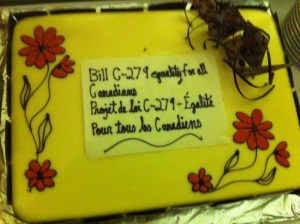 Bill C-279 equality for all
Canadians
Projet de loi C-279 - Égalité
Pour tous les Canadiens